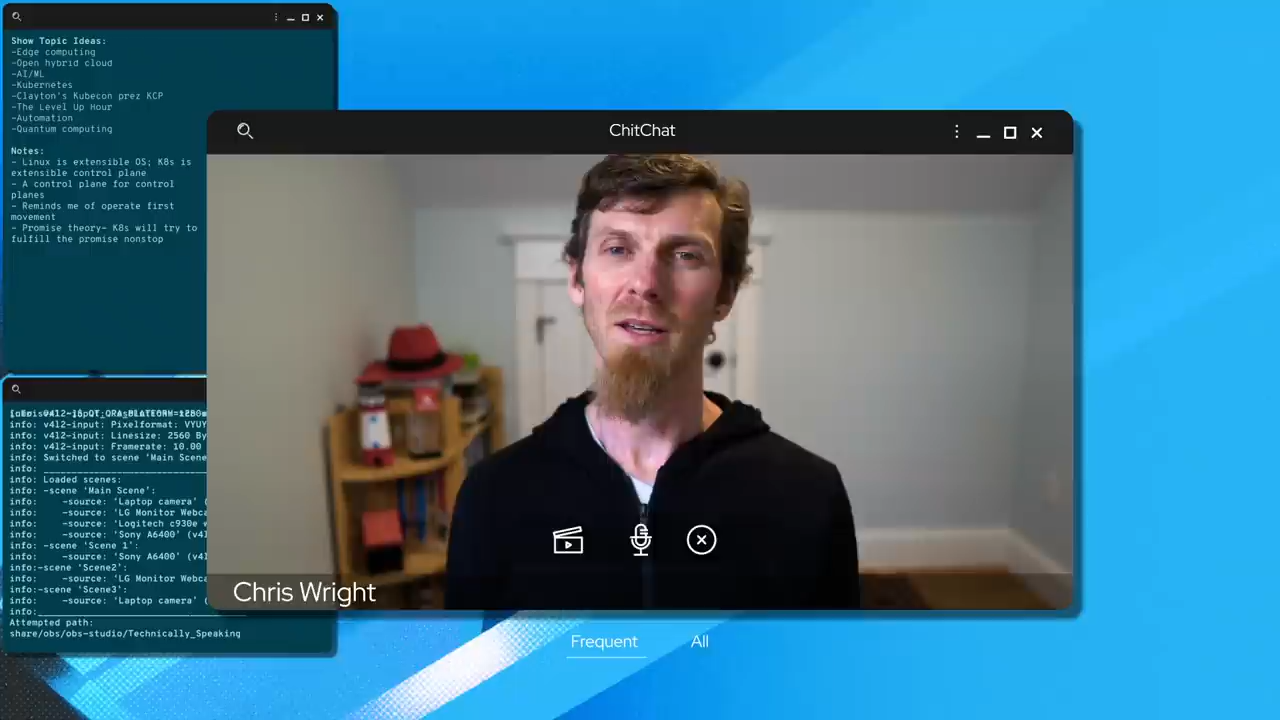 Show Topic Ideas:
-Edge computing
-Open hybrid cloud
-AI/ML
-Kubernetes
-Clayton's Kubecon prez KCP
-The Level Up Hour
-Automation
-Quantum computing
Notes:
- Linux is extensible OS; K8s is
extensible control plane
- A control plane for control
planes
- Reminds me of operate first
movement
- Promise theory- K8s will try to
fulfill the promise nonstop
ChitChat
info: v4l2-input: Pixelformat: VYUY
info: v4l2-input: Linesize: 2560 By
info: v4l2-input: Framerate: 10.00
info: Switched to scene 'Main Scene
info:
info: Loaded scenes:
info: -scene 'Main Scene':
info: -source: 'Laptop camera' (
info: -source: 'LG Monitor Webca
info: -source: 'Logitech c930e w
info: -source: 'Sony A6400' (v4l
info: -scene 'Scene 1':
info: -source: 'Sony A6400' (v4l
info:-scene 'Scene2':
info: -source: 'LG Monitor Webca
info:-scene 'Scene3':
info: -source: 'Laptop camera' (
info:
Attempted path:
share/obs/obs-studio/Technically_Speaking
Chris Wright
Frequent
All